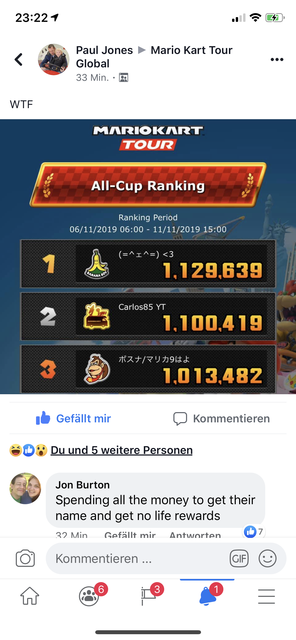 23:22
Paul Jones ▶ Mario Kart Tour
Global
33 Min. ·
WTF
MARIOKART
TOUR
All-Cup Ranking
Ranking Period
06/11/2019 06:00 - 11/11/2019 15:00
1 (=^ェ^=) <3
1,129,639
2 Carlos85 YT
1,100,419
3 ボスナ/マリカ9はよ
1,013,482
Gefällt mir Kommentieren
Du und 5 weitere Personen
Jon Burton
Spending all the money to get their
name and get no life rewards
32 Min. Gefällt mir Antworten 7
Kommentieren ... GIF
6 3 1